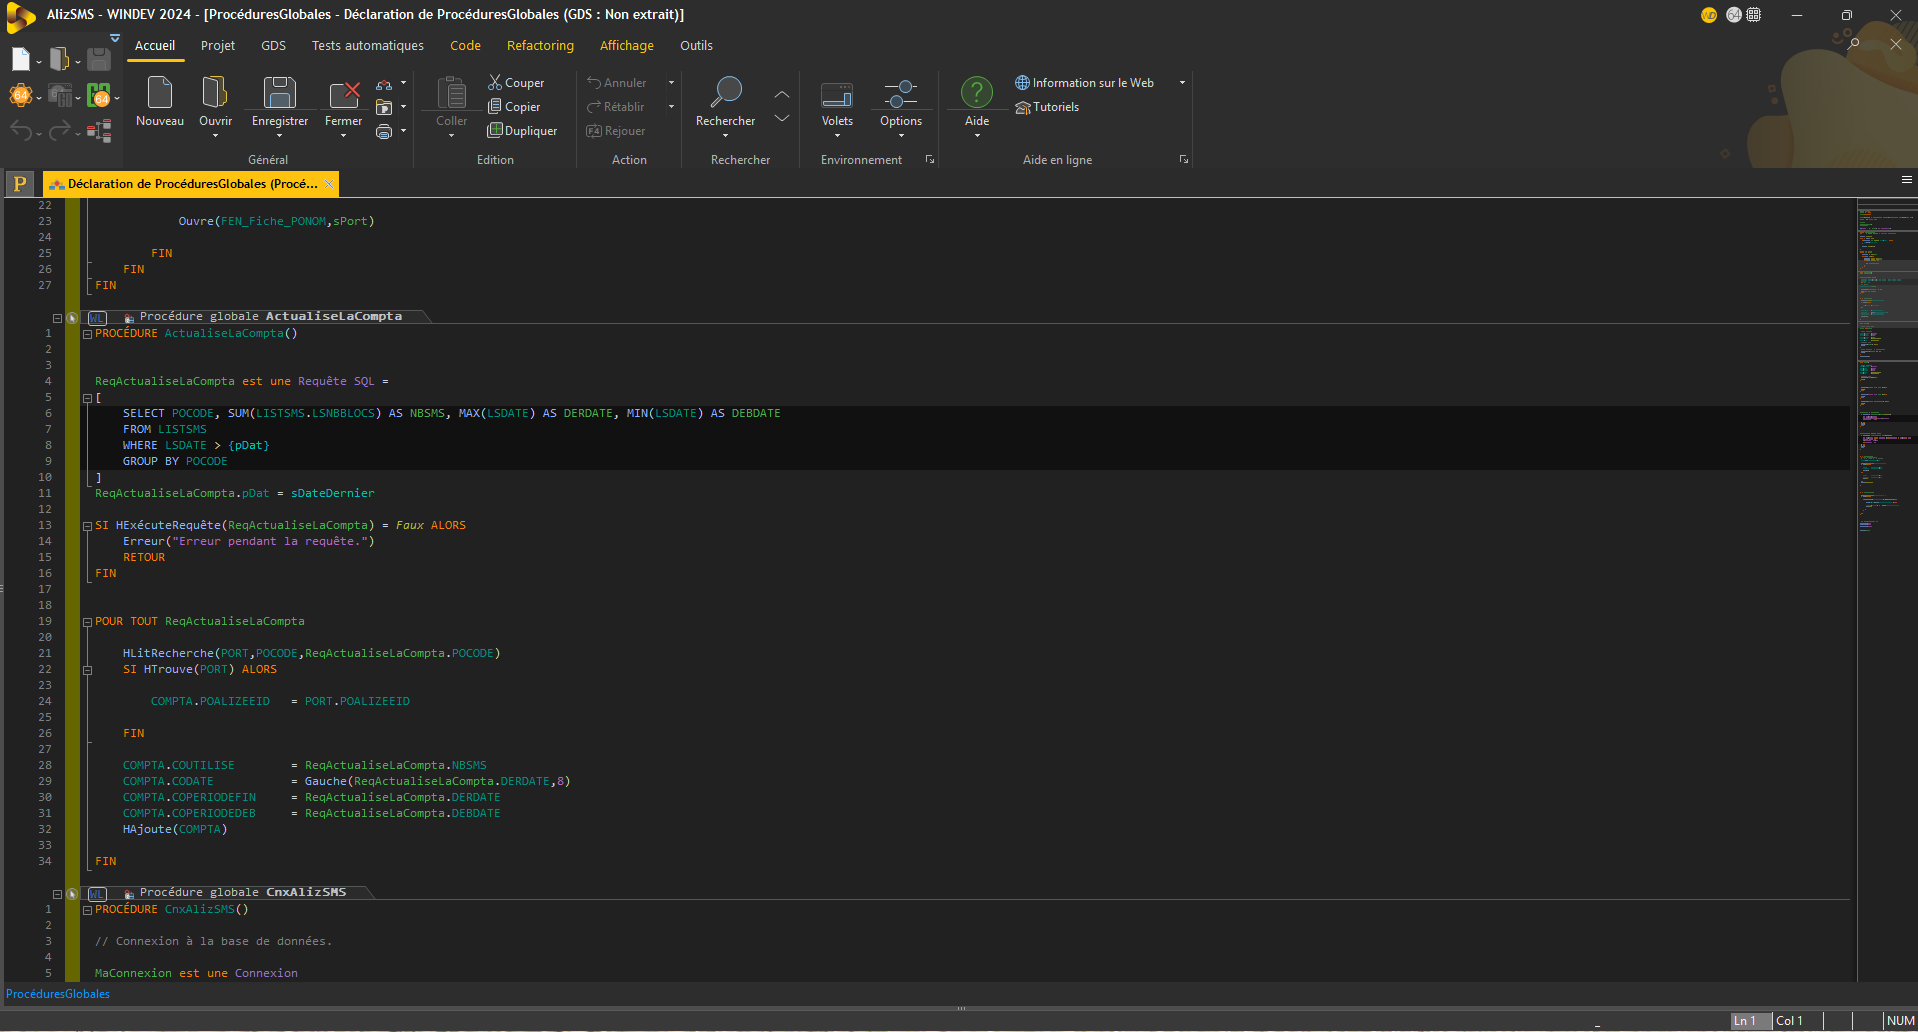 AlizSMS - WINDEV 2024 - [ProcéduresGlobales - Déclaration de ProcéduresGlobales (GDS : Non extrait)]
WD 64
Accueil Projet GDS Tests automatiques Code Refactoring Affichage Outils
64 64
Nouveau Ouvrir Enregistrer Fermer
Coller Couper Copier Dupliquer
Annuler Rétablir F4 Rejouer
Rechercher
Volets Options
Aide Information sur le Web
Tutoriels
Général Edition Action Rechercher Environnement Aide en ligne
P Déclaration de ProcéduresGlobales (Procé...
22
23 Ouvre(FEN_Fiche_PONOM,sPort)
24
25 FIN
26 FIN
27 FIN
WL Procédure globale ActualiseLaCompta
1 PROCÉDURE ActualiseLaCompta()
2
3
4 ReqActualiseLaCompta est une Requête SQL =
5 [
6 SELECT POCODE, SUM(LISTSMS.LSNBBLOCS) AS NBSMS, MAX(LSDATE) AS DERDATE, MIN(LSDATE) AS DEBDATE
7 FROM LISTSMS
8 WHERE LSDATE > {pDat}
9 GROUP BY POCODE
10 ]
11 ReqActualiseLaCompta.pDat = sDateDernier
12
13 SI HExécuteRequête(ReqActualiseLaCompta) = Faux ALORS
14 Erreur("Erreur pendant la requête.")
15 RETOUR
16 FIN
17
18
19 POUR TOUT ReqActualiseLaCompta
20
21 HLitRecherche(PORT,POCODE,ReqActualiseLaCompta.POCODE)
22 SI HTrouve(PORT) ALORS
23
24 COMPTA.POALIZEEID = PORT.POALIZEEID
25
26 FIN
27
28 COMPTA.COUTILISE = ReqActualiseLaCompta.NBSMS
29 COMPTA.CODATE = Gauche(ReqActualiseLaCompta.DERDATE,8)
30 COMPTA.COPERIODEFIN = ReqActualiseLaCompta.DERDATE
31 COMPTA.COPERIODEDEB = ReqActualiseLaCompta.DEBDATE
32 HAjoute(COMPTA)
33
34 FIN
WL Procédure globale CnxAlizSMS
1 PROCÉDURE CnxAlizSMS()
2
3 // Connexion à la base de données.
4
5 MaConnexion est une Connexion
ProcéduresGlobales
Ln 1 Col 1 NUM